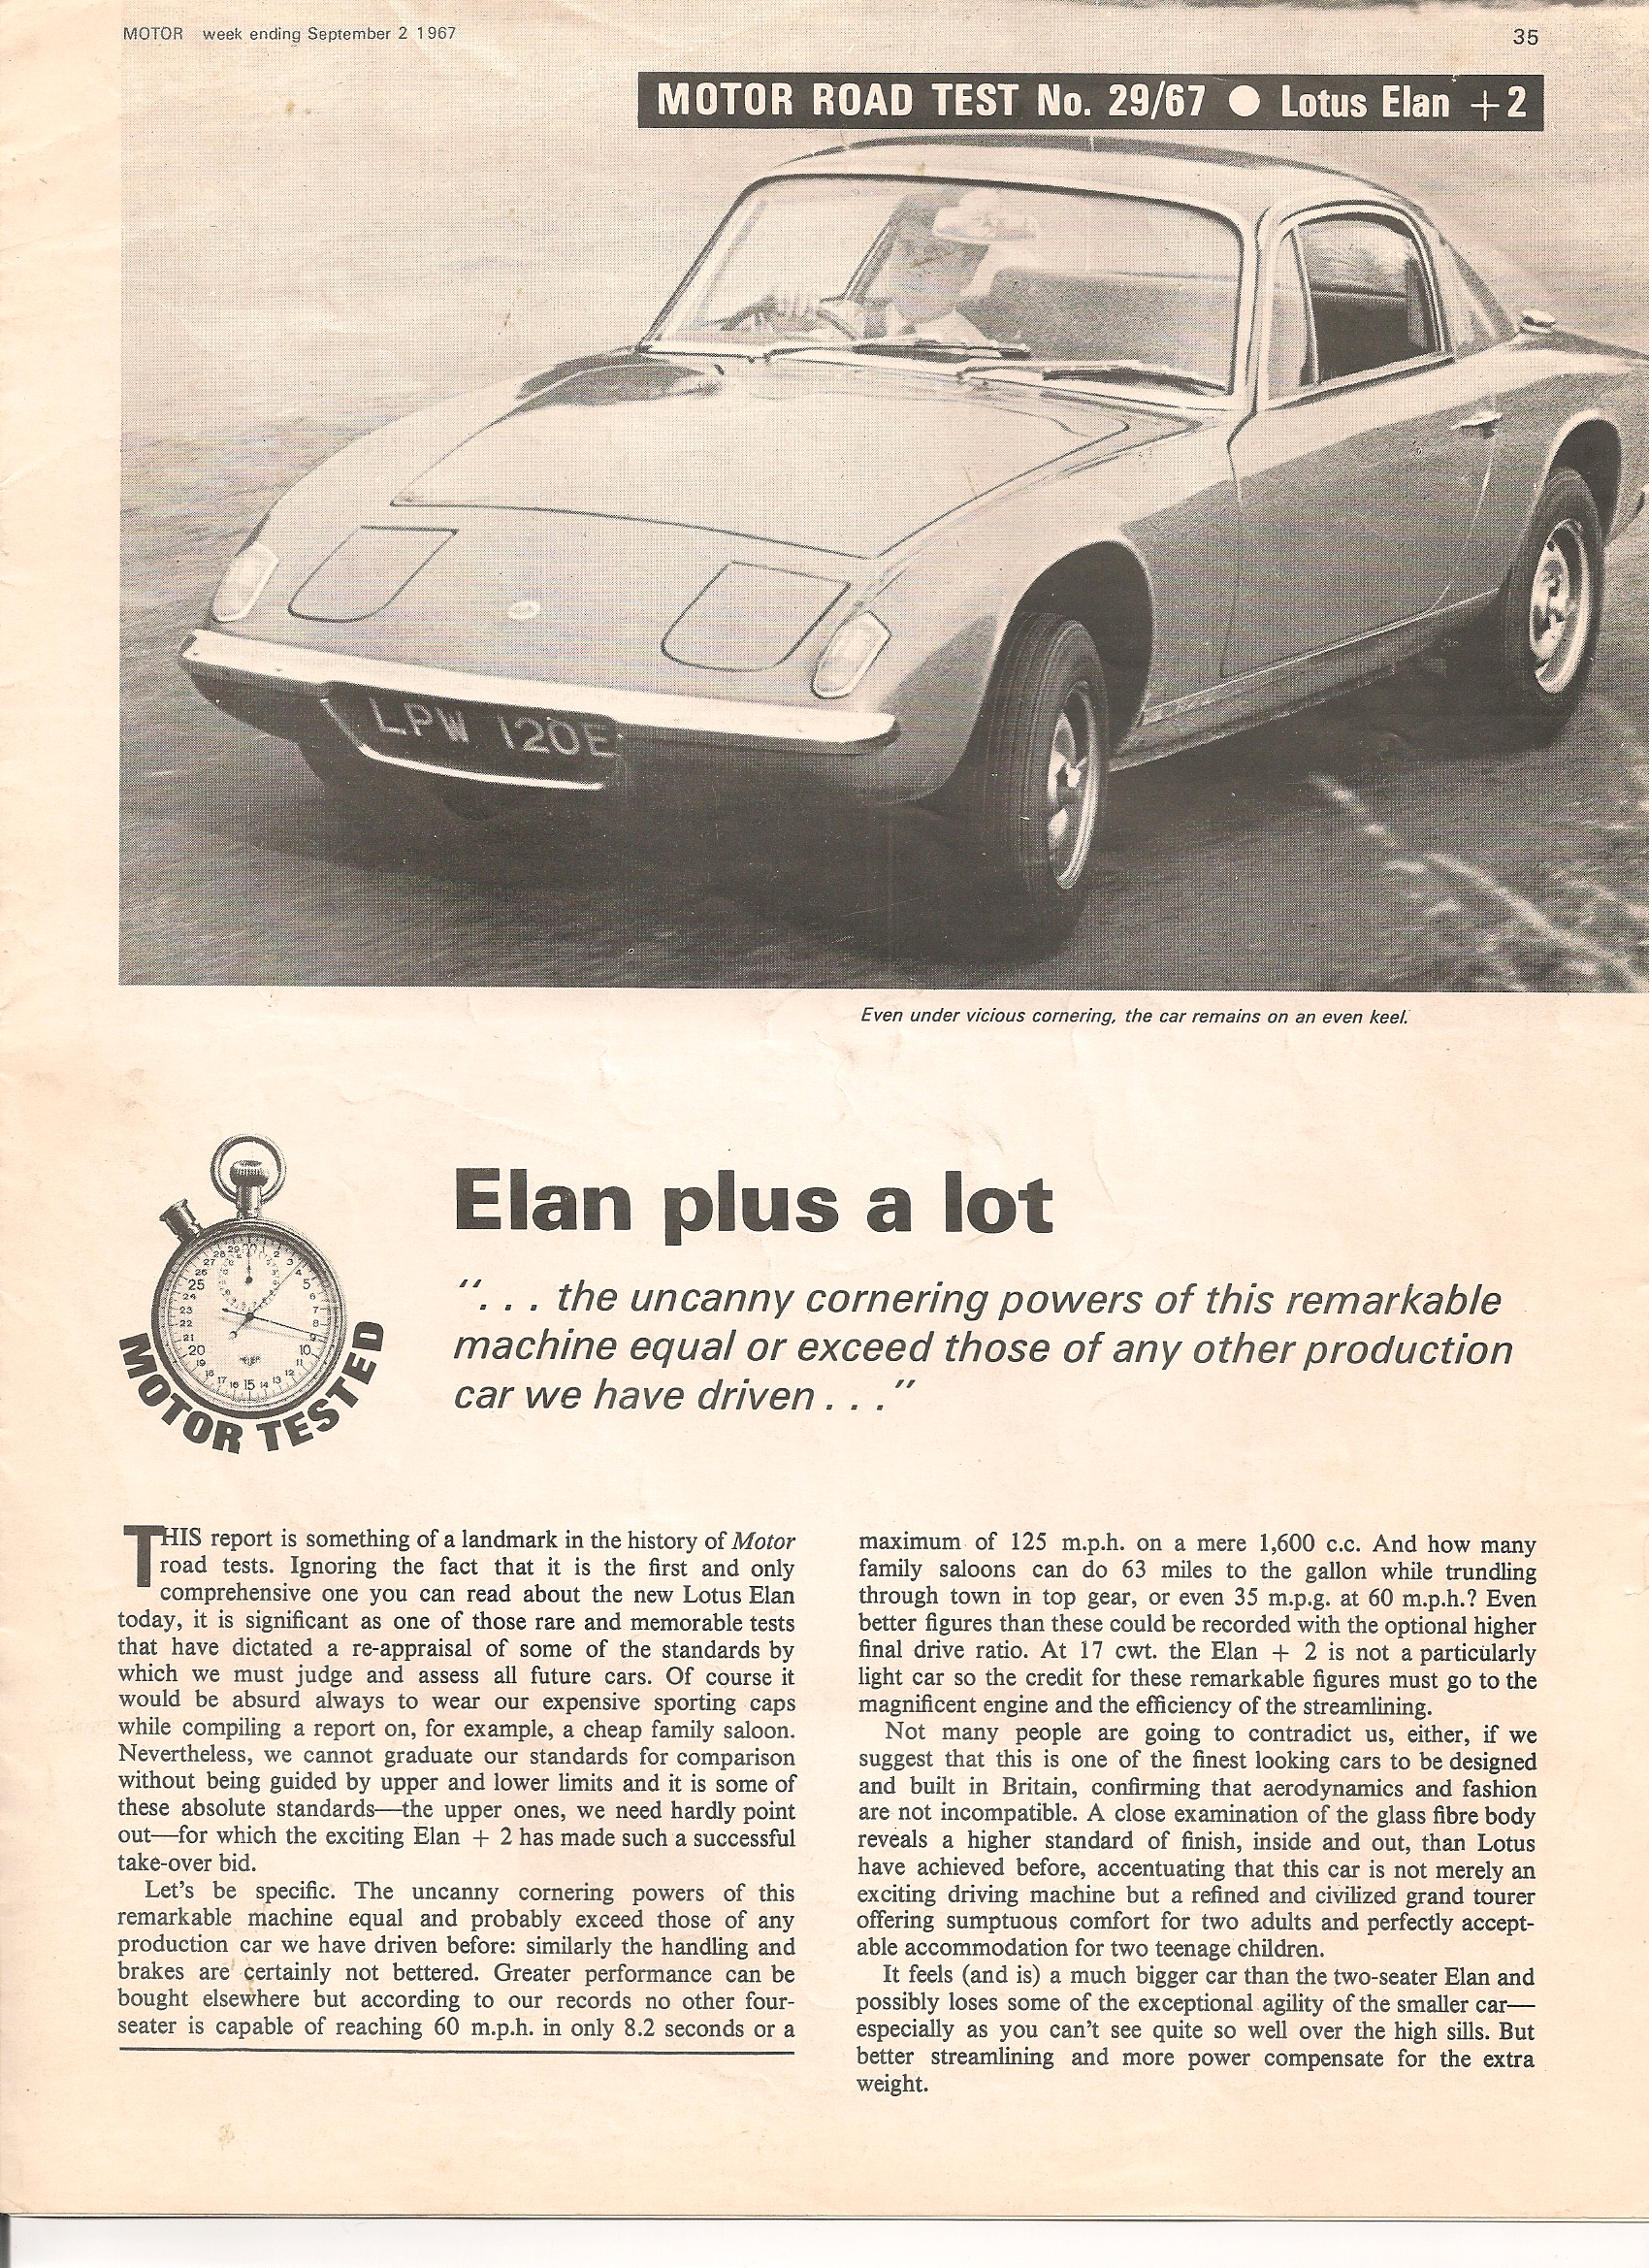 MOTOR week ending September 2 1967
35
MOTOR ROAD TEST No. 29/67 ● Lotus Elan +2
LPW 120E
Even under vicious cornering, the car remains on an even keel.
Elan plus a lot
“. . . the uncanny cornering powers of this remarkable
machine equal or exceed those of any other production
car we have driven . . .”
MOTOR TESTED
THIS report is something of a landmark in the history of Motor
road tests. Ignoring the fact that it is the first and only
comprehensive one you can read about the new Lotus Elan
today, it is significant as one of those rare and memorable tests
that have dictated a re-appraisal of some of the standards by
which we must judge and assess all future cars. Of course it
would be absurd always to wear our expensive sporting caps
while compiling a report on, for example, a cheap family saloon.
Nevertheless, we cannot graduate our standards for comparison
without being guided by upper and lower limits and it is some of
these absolute standards—the upper ones, we need hardly point
out—for which the exciting Elan + 2 has made such a successful
take-over bid.
Let’s be specific. The uncanny cornering powers of this
remarkable machine equal and probably exceed those of any
production car we have driven before: similarly the handling and
brakes are certainly not bettered. Greater performance can be
bought elsewhere but according to our records no other four-
seater is capable of reaching 60 m.p.h. in only 8.2 seconds or a
maximum of 125 m.p.h. on a mere 1,600 c.c. And how many
family saloons can do 63 miles to the gallon while trundling
through town in top gear, or even 35 m.p.g. at 60 m.p.h.? Even
better figures than these could be recorded with the optional higher
final drive ratio. At 17 cwt. the Elan + 2 is not a particularly
light car so the credit for these remarkable figures must go to the
magnificent engine and the efficiency of the streamlining.
Not many people are going to contradict us, either, if we
suggest that this is one of the finest looking cars to be designed
and built in Britain, confirming that aerodynamics and fashion
are not incompatible. A close examination of the glass fibre body
reveals a higher standard of finish, inside and out, than Lotus
have achieved before, accentuating that this car is not merely an
exciting driving machine but a refined and civilized grand tourer
offering sumptuous comfort for two adults and perfectly accept-
able accommodation for two teenage children.
It feels (and is) a much bigger car than the two-seater Elan and
possibly loses some of the exceptional agility of the smaller car—
especially as you can’t see quite so well over the high sills. But
better streamlining and more power compensate for the extra
weight.